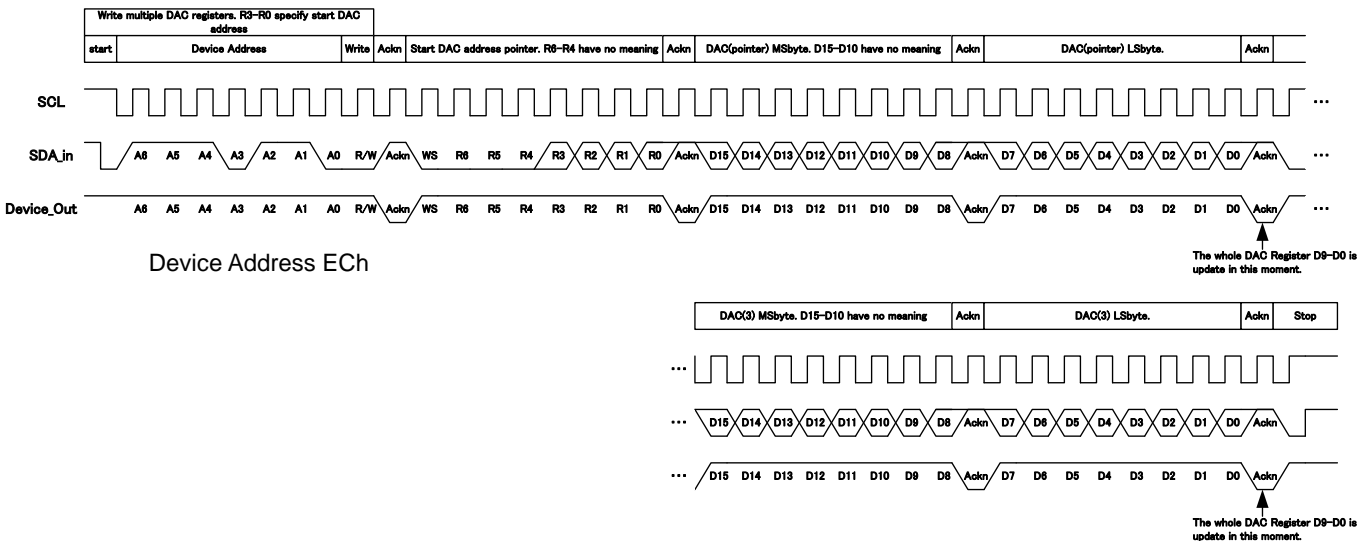 Write multiple DAC registers. R3-R0 specify start DAC
address
start Device Address Write Ackn Start DAC address pointer. R6-R4 have no meaning Ackn DAC(pointer) MSbyte. D15-D10 have no meaning Ackn DAC(pointer) LSbyte. Ackn
SCL ...
SDA_in A6 A5 A4 A3 A2 A1 A0 R/W Ackn WS R6 R5 R4 R3 R2 R1 R0 Ackn D15 D14 D13 D12 D11 D10 D9 D8 Ackn D7 D6 D5 D4 D3 D2 D1 D0 Ackn ...
Device_Out A6 A5 A4 A3 A2 A1 A0 R/W Ackn WS R6 R5 R4 R3 R2 R1 R0 Ackn D15 D14 D13 D12 D11 D10 D9 D8 Ackn D7 D6 D5 D4 D3 D2 D1 D0 Ackn ...
The whole DAC Register D9-D0 is
update in this moment.
Device Address ECh
DAC(3) MSbyte. D15-D10 have no meaning Ackn DAC(3) LSbyte. Ackn Stop
...
... D15 D14 D13 D12 D11 D10 D9 D8 Ackn D7 D6 D5 D4 D3 D2 D1 D0 Ackn
... D15 D14 D13 D12 D11 D10 D9 D8 Ackn D7 D6 D5 D4 D3 D2 D1 D0 Ackn
The whole DAC Register D9-D0 is
update in this moment.